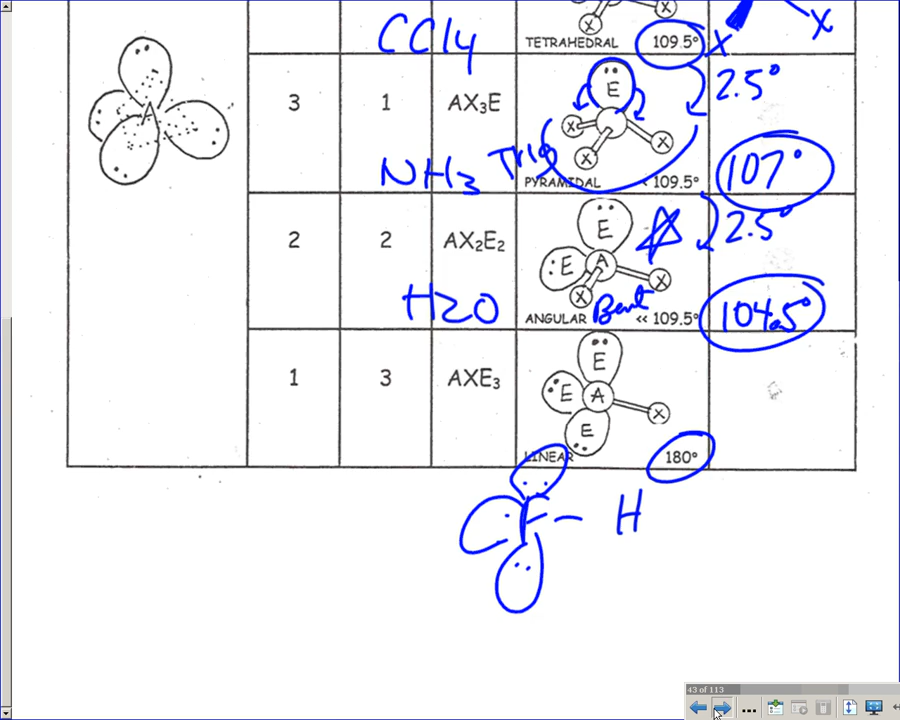 CCl4
TETRAHEDRAL 109.5°
X X X X
2.5°
A
3 1 AX₃E
E
X X X
NH3 Trig
PYRAMIDAL < 109.5° 107°
2 2 AX₂E₂
E
E A X X
2.5°
H2O
ANGULAR Bent << 109.5° 104.5°
1 3 AXE₃
E
E A X
E
LINEAR 180°
F - H
43 of 113
...